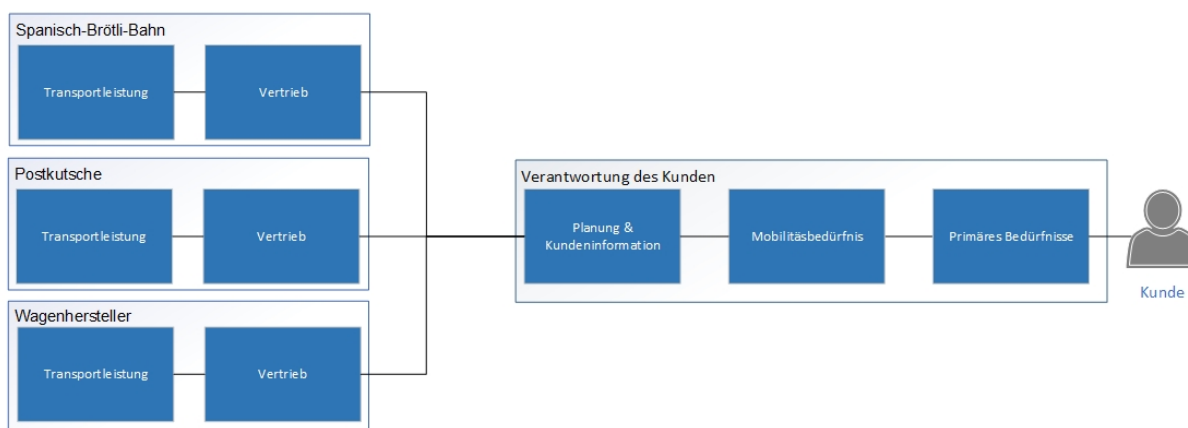 Spanisch-Brötli-Bahn
Transportleistung
Vertrieb
Postkutsche
Transportleistung
Vertrieb
Wagenhersteller
Transportleistung
Vertrieb
Verantwortung des Kunden
Planung &
Kundeninformation
Mobilitäsbedürfnis
Primäres Bedürfnisse
Kunde